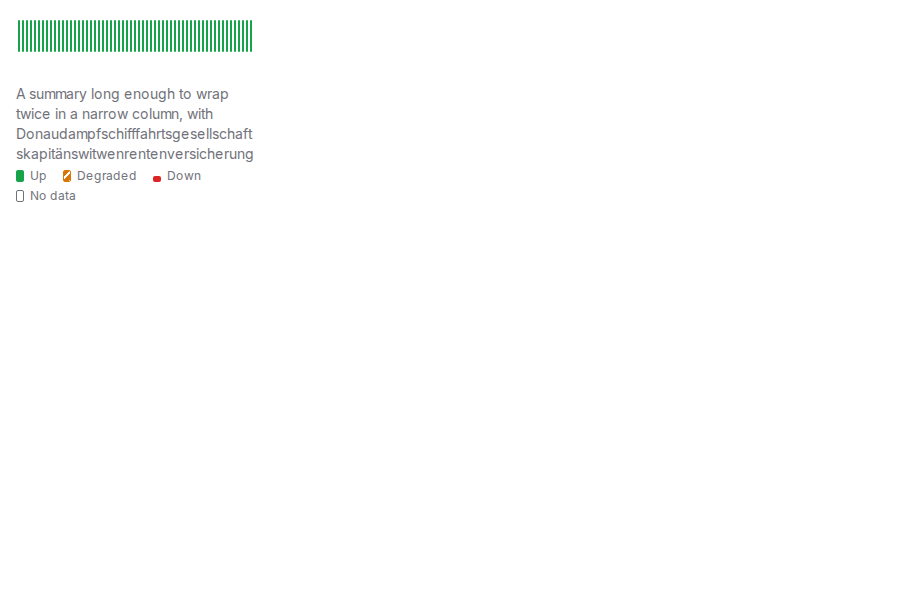 A summary long enough to wrap
twice in a narrow column, with
Donaudampfschifffahrtsgesellschaft
skapitänswitwenrentenversicherung
Up Degraded Down
No data